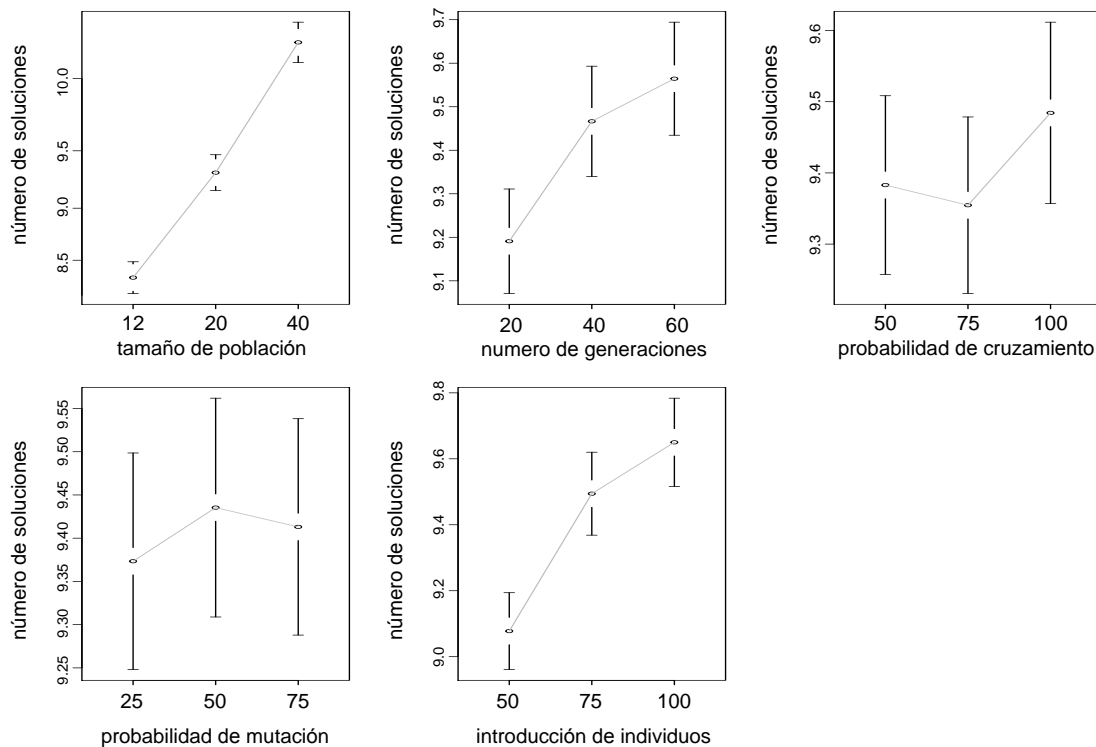 número de soluciones
10.0
9.5
9.0
8.5
12 20 40
tamaño de población
número de soluciones
9.7
9.6
9.5
9.4
9.3
9.2
9.1
20 40 60
numero de generaciones
número de soluciones
9.6
9.5
9.4
9.3
50 75 100
probabilidad de cruzamiento
número de soluciones
9.55
9.50
9.45
9.40
9.35
9.30
9.25
25 50 75
probabilidad de mutación
número de soluciones
9.8
9.6
9.4
9.2
9.0
50 75 100
introducción de individuos